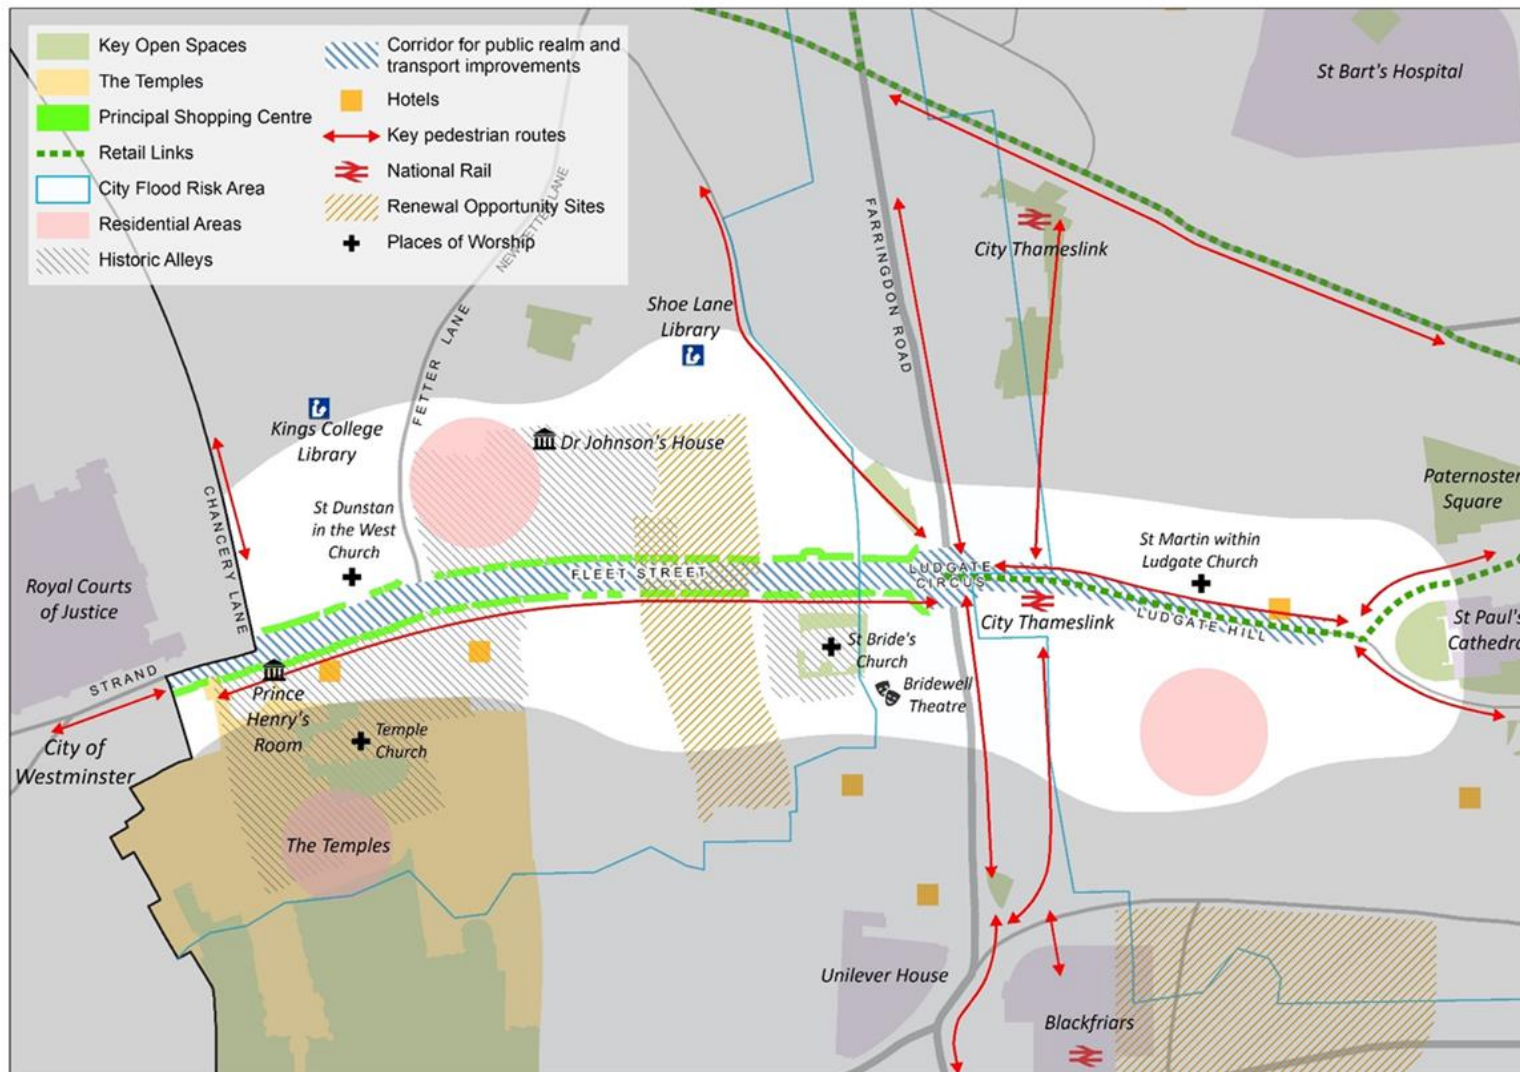 Key Open Spaces
The Temples
Principal Shopping Centre
Retail Links
City Flood Risk Area
Residential Areas
Historic Alleys
Corridor for public realm and
transport improvements
Hotels
Key pedestrian routes
National Rail
Renewal Opportunity Sites
Places of Worship
St Bart's Hospital
NEW FETTER LANE
FARRINGDON ROAD
City Thameslink
Shoe Lane
Library
FETTER LANE
Kings College
Library
Dr Johnson's House
CHANCERY LANE
St Dunstan
in the West
Church
Paternoster
Square
St Martin within
Ludgate Church
Royal Courts
of Justice
FLEET STREET
LUDGATE
CIRCUS
City Thameslink
LUDGATE HILL
St Paul's
Cathedra
St Bride's
Church
STRAND
Prince
Henry's
Room
Bridewell
Theatre
City of
Westminster
Temple
Church
The Temples
Unilever House
Blackfriars